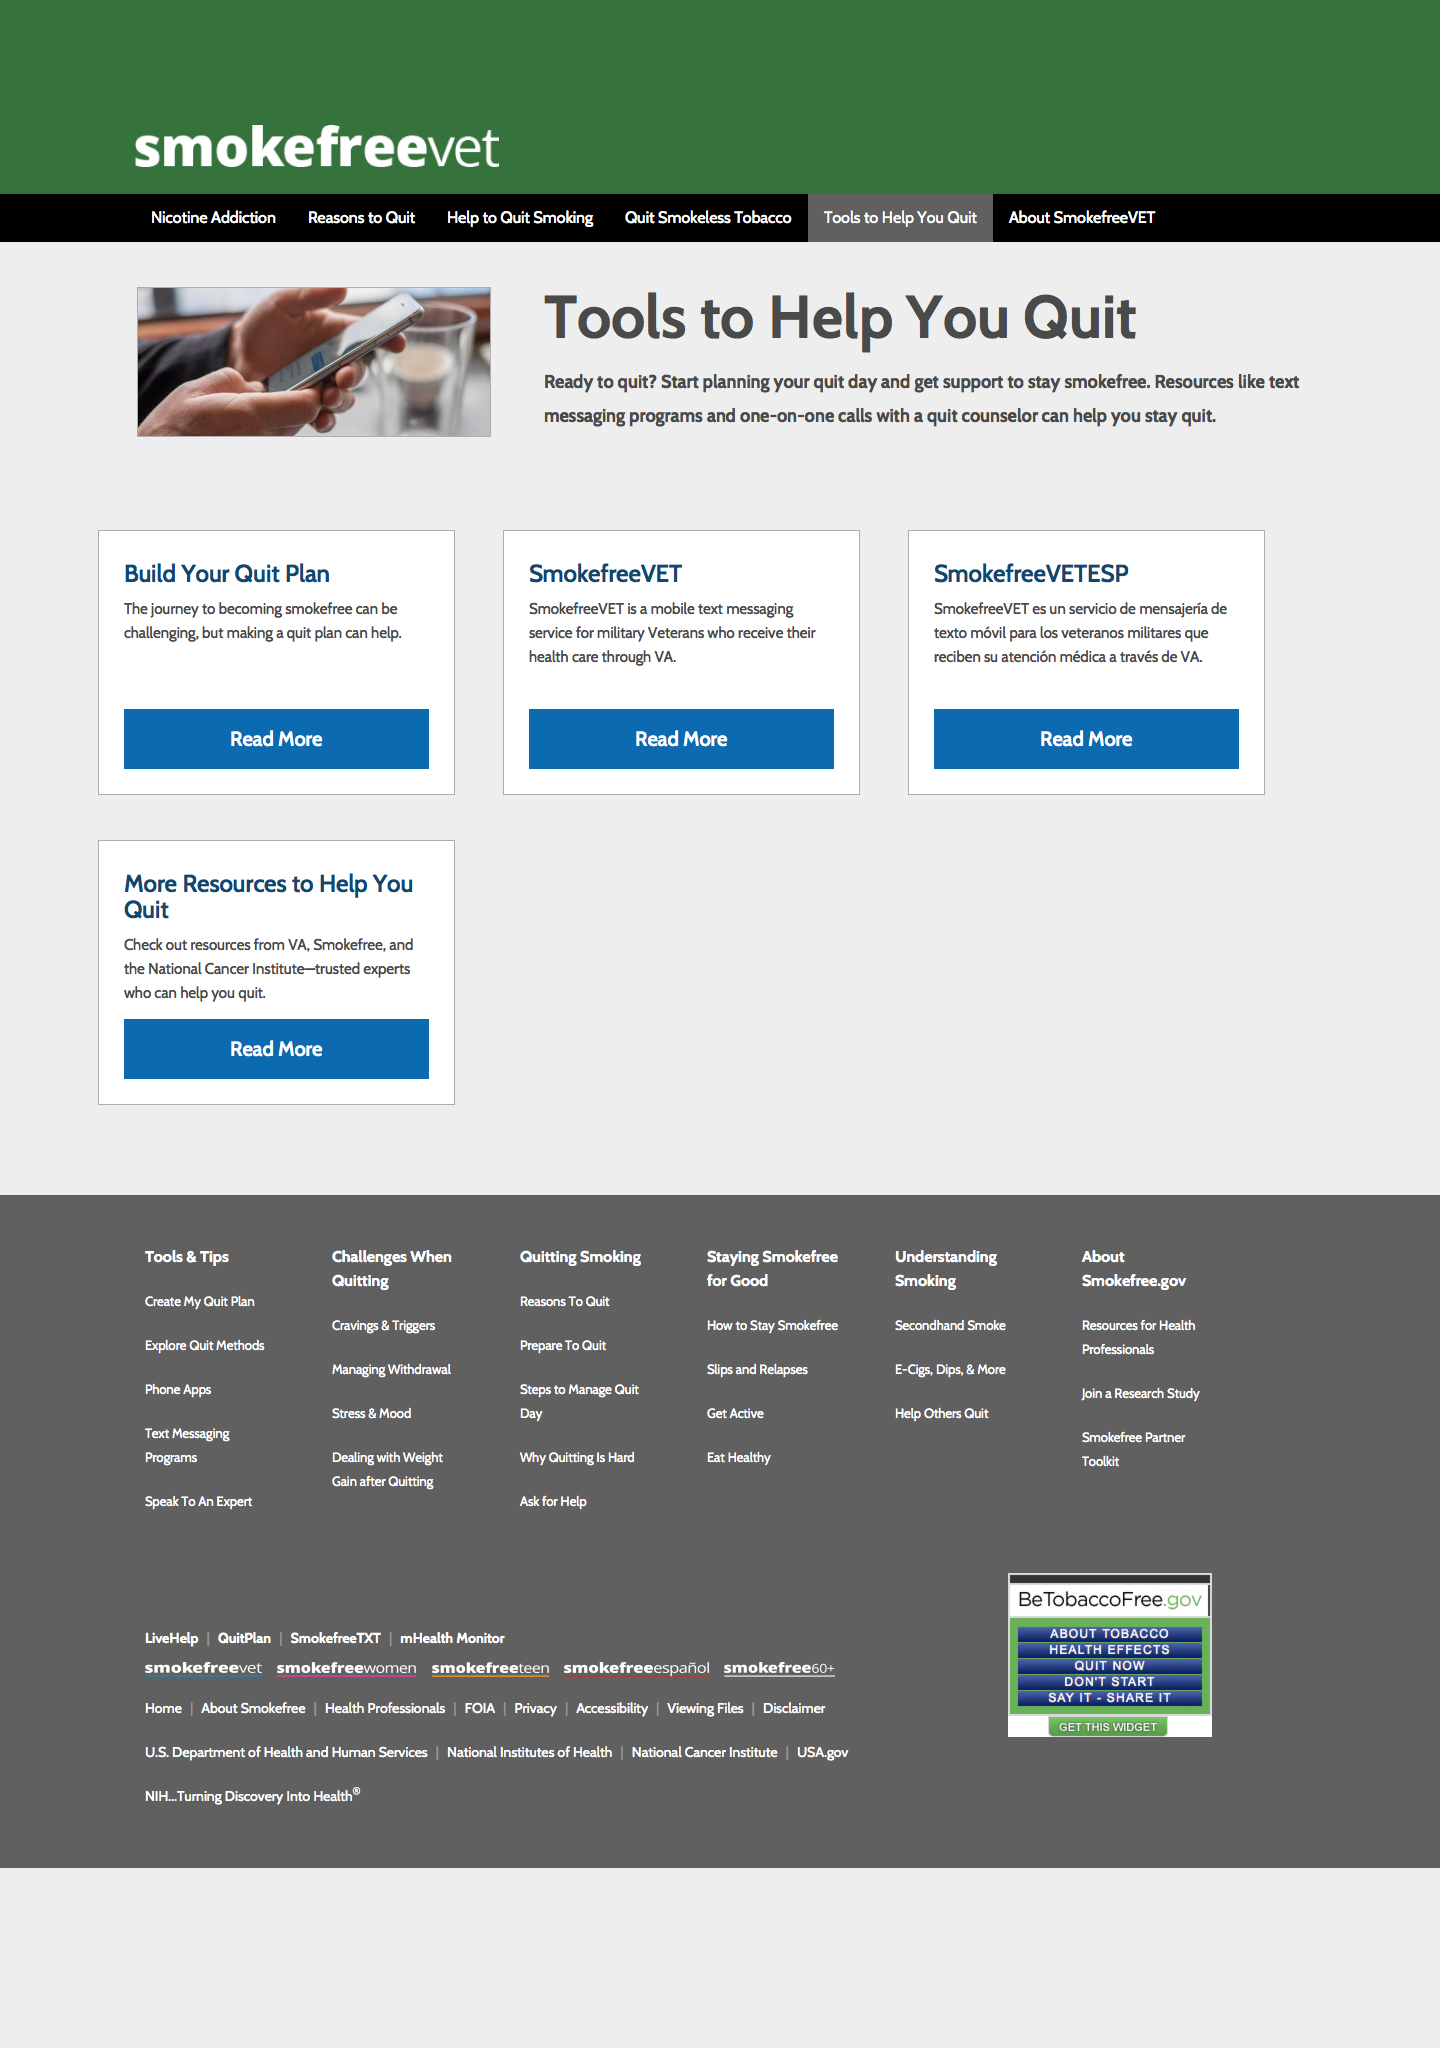 smokefreevet
Nicotine Addiction Reasons to Quit Help to Quit Smoking Quit Smokeless Tobacco Tools to Help You Quit About SmokefreeVET
Tools to Help You Quit
Ready to quit? Start planning your quit day and get support to stay smokefree. Resources like text
messaging programs and one-on-one calls with a quit counselor can help you stay quit.
Build Your Quit Plan
The journey to becoming smokefree can be
challenging, but making a quit plan can help.
Read More
SmokefreeVET
SmokefreeVET is a mobile text messaging
service for military Veterans who receive their
health care through VA.
Read More
SmokefreeVETESP
SmokefreeVET es un servicio de mensajería de
texto móvil para los veteranos militares que
reciben su atención médica a través de VA.
Read More
More Resources to Help You
Quit
Check out resources from VA, Smokefree, and
the National Cancer Institute—trusted experts
who can help you quit.
Read More
Tools & Tips
Create My Quit Plan
Explore Quit Methods
Phone Apps
Text Messaging
Programs
Speak To An Expert
Challenges When
Quitting
Cravings & Triggers
Managing Withdrawal
Stress & Mood
Dealing with Weight
Gain after Quitting
Quitting Smoking
Reasons To Quit
Prepare To Quit
Steps to Manage Quit
Day
Why Quitting Is Hard
Ask for Help
Staying Smokefree
for Good
How to Stay Smokefree
Slips and Relapses
Get Active
Eat Healthy
Understanding
Smoking
Secondhand Smoke
E-Cigs, Dips, & More
Help Others Quit
About
Smokefree.gov
Resources for Health
Professionals
Join a Research Study
Smokefree Partner
Toolkit
LiveHelp | QuitPlan | SmokefreeTXT | mHealth Monitor
smokefreevet smokefreewomen smokefreeteen smokefreeespañol smokefree60+
Home | About Smokefree | Health Professionals | FOIA | Privacy | Accessibility | Viewing Files | Disclaimer
U.S. Department of Health and Human Services | National Institutes of Health | National Cancer Institute | USA.gov
NIH...Turning Discovery Into Health®
BeTobaccoFree.gov
ABOUT TOBACCO
HEALTH EFFECTS
QUIT NOW
DON'T START
SAY IT - SHARE IT
GET THIS WIDGET